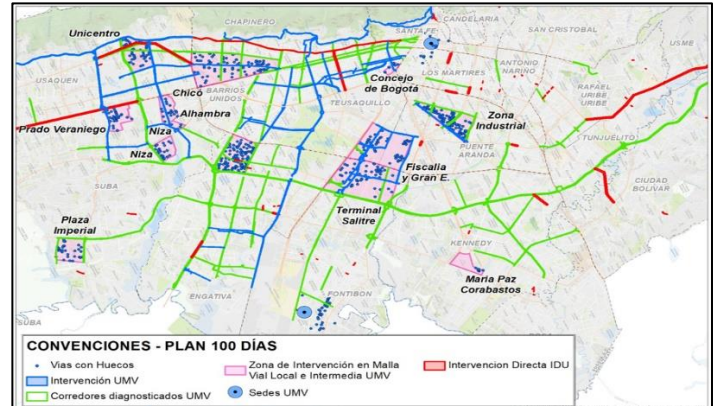 CHAPINERO
CANDELARIA
SANTA FE
Unicentro
SAN CRISTOBAL
USME
USAQUEN
LOS MARTIRES
ANTONIO
NARIÑO
Concejo
de Bogotá
RAFAEL
URIBE
URIBE
Chicó
BARRIOS
UNIDOS
TEUSAQUILLO
Alhambra
Zona
Industrial
Prado Veraniego
Niza
TUNJUELITO
PUENTE
ARANDA
Niza
Fiscalia
y Gran E.
CIUDAD
BOLIVAR
SUBA
Terminal
Salitre
Plaza
Imperial
KENNEDY
Maria Paz
Corabastos
ENGATIVA
FONTIBON
SUBA
CONVENCIONES - PLAN 100 DÍAS
Vias con Huecos
Intervención UMV
Corredores diagnosticados UMV
Zona de Intervención en Malla
Vial Local e Intermedia UMV
Sedes UMV
Intervencion Directa IDU